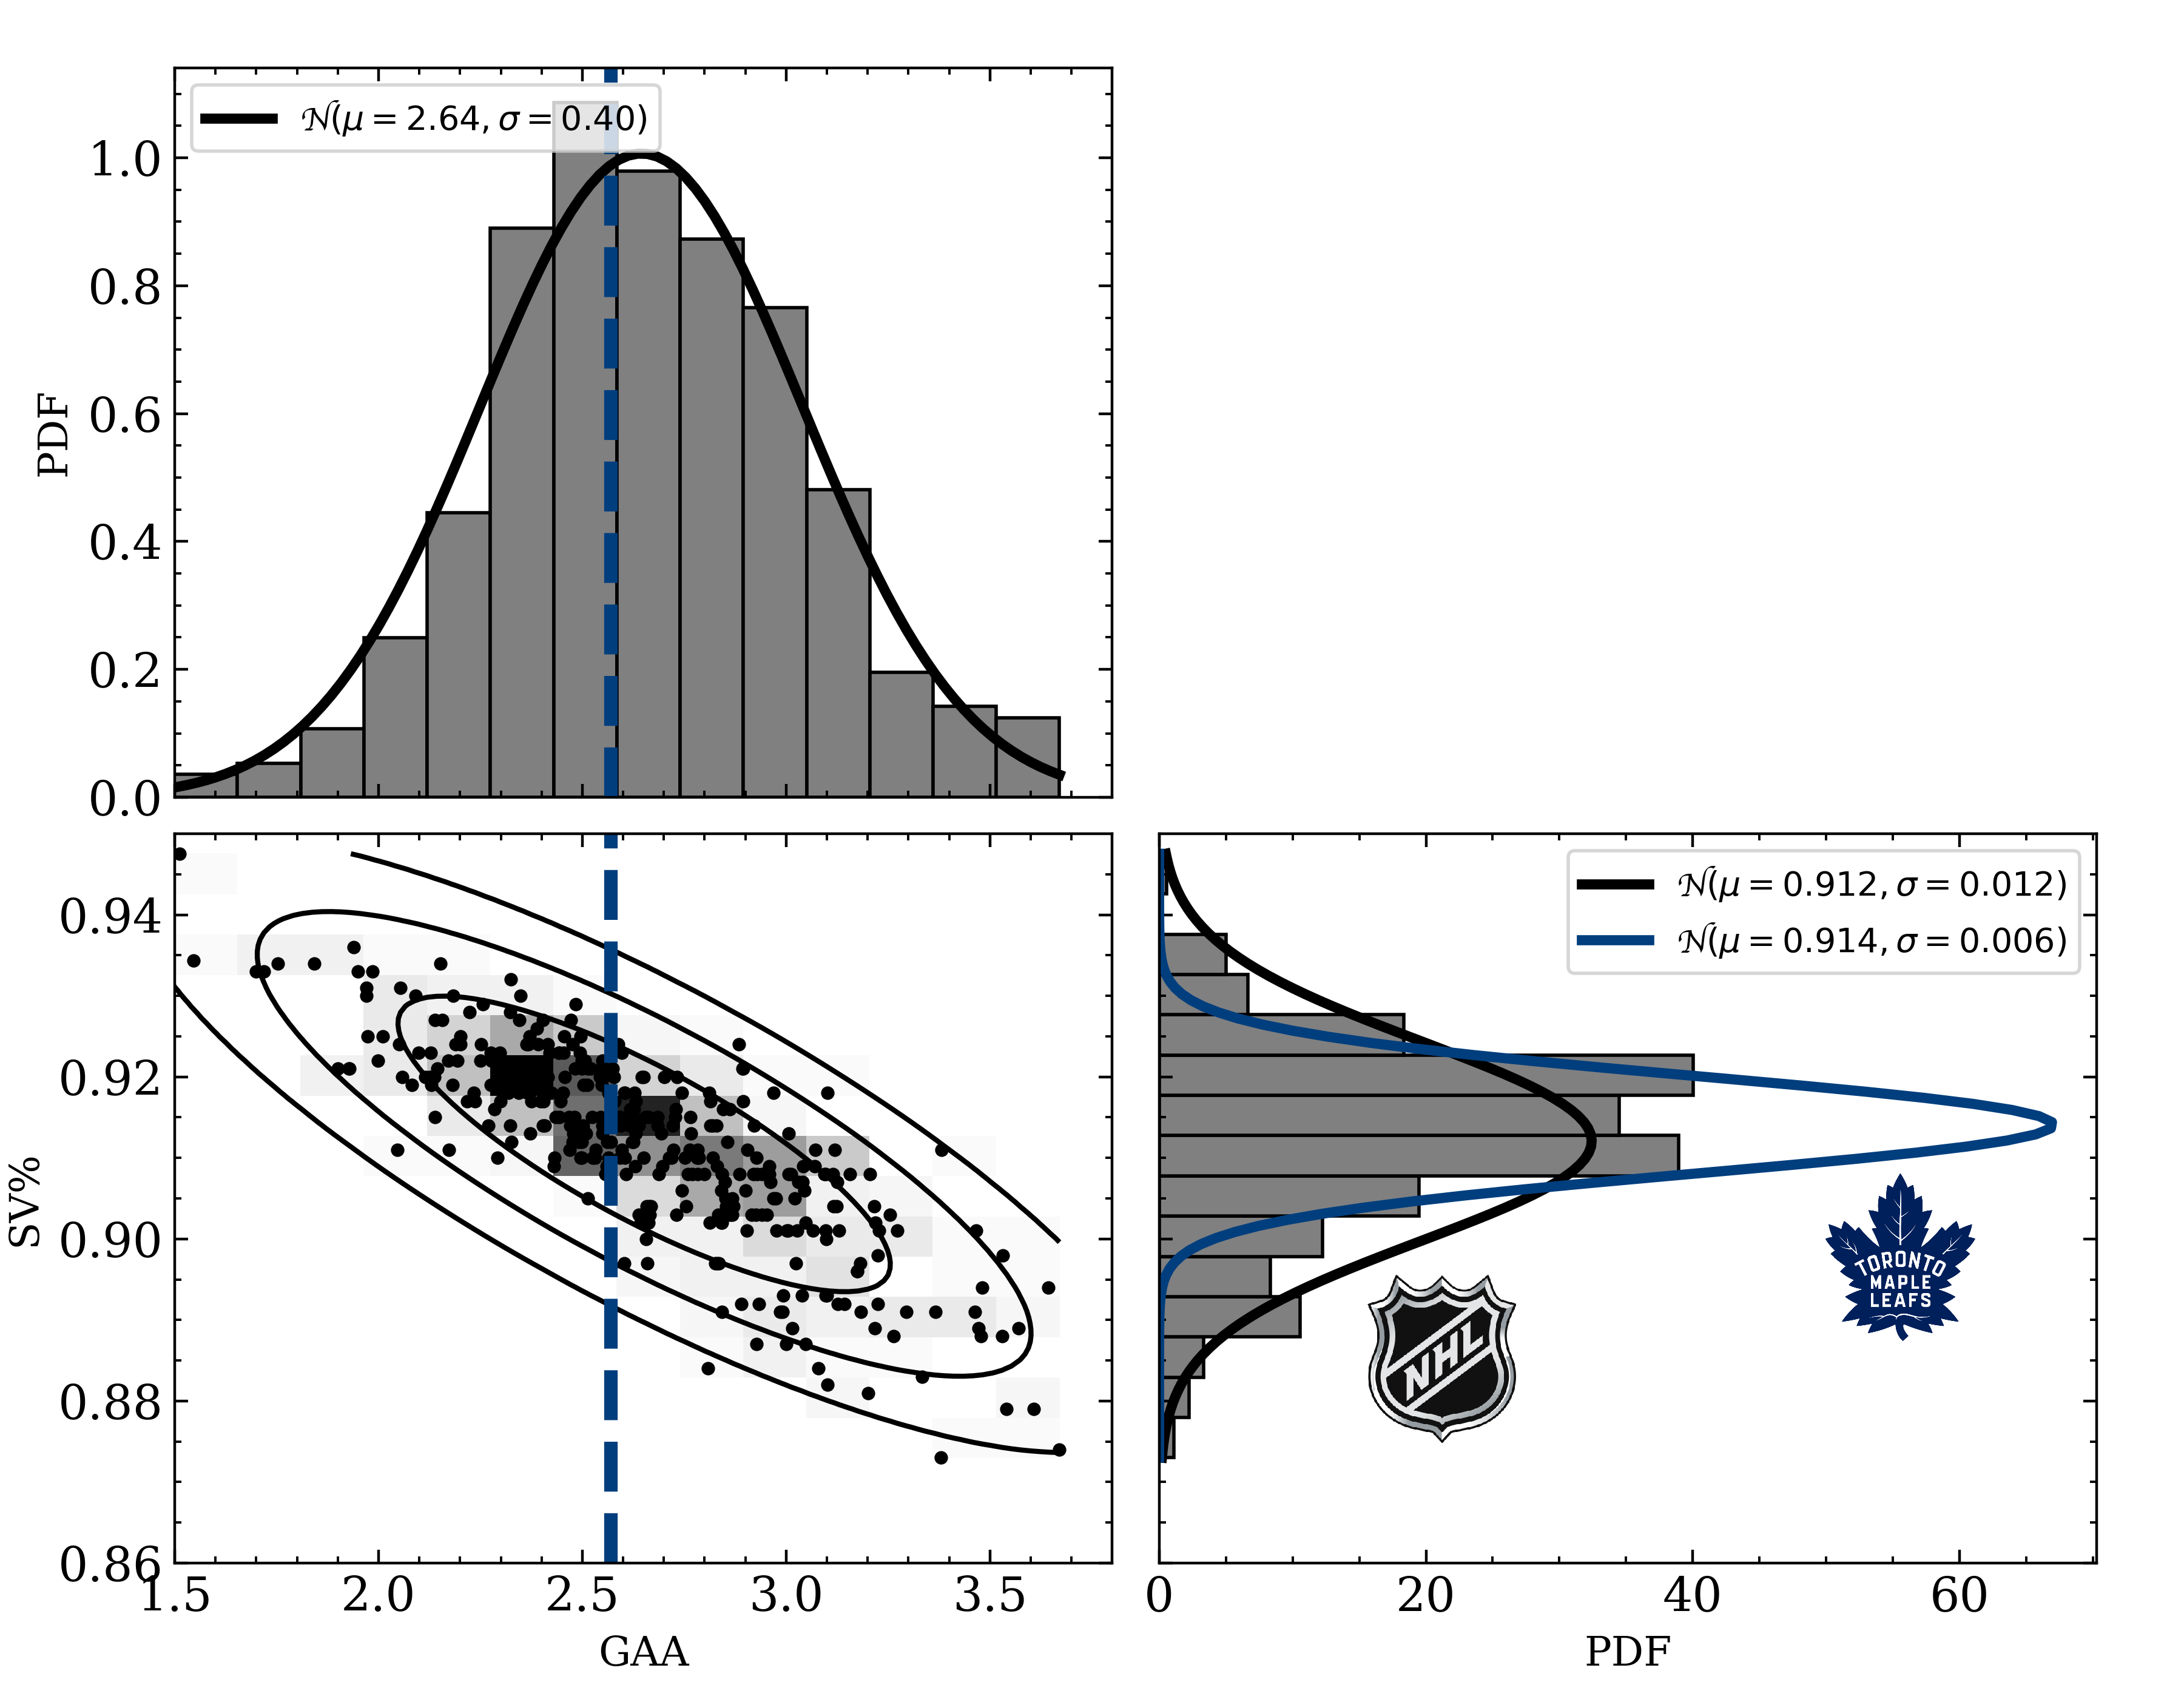 𝒩(μ = 2.64, σ = 0.40)
1.0
0.8
0.6
0.4
0.2
0.0
PDF
0.94
0.92
0.90
0.88
0.86
SV%
1.5 2.0 2.5 3.0 3.5
GAA
𝒩(μ = 0.912, σ = 0.012)
𝒩(μ = 0.914, σ = 0.006)
TORONTO
MAPLE
LEAFS
NHL
0 20 40 60
PDF